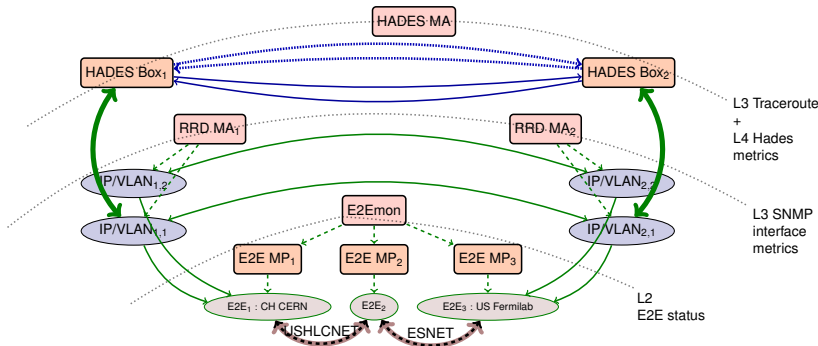 HADES MA
HADES Box1
HADES Box2
L3 Traceroute
+
L4 Hades
metrics
RRD MA1
RRD MA2
IP/VLAN1,2
IP/VLAN2,2
E2Emon
L3 SNMP
interface
metrics
IP/VLAN1,1
IP/VLAN2,1
E2E MP1
E2E MP2
E2E MP3
L2
E2E status
E2E1 : CH CERN
E2E2
E2E3 : US Fermilab
USHLCNET
ESNET